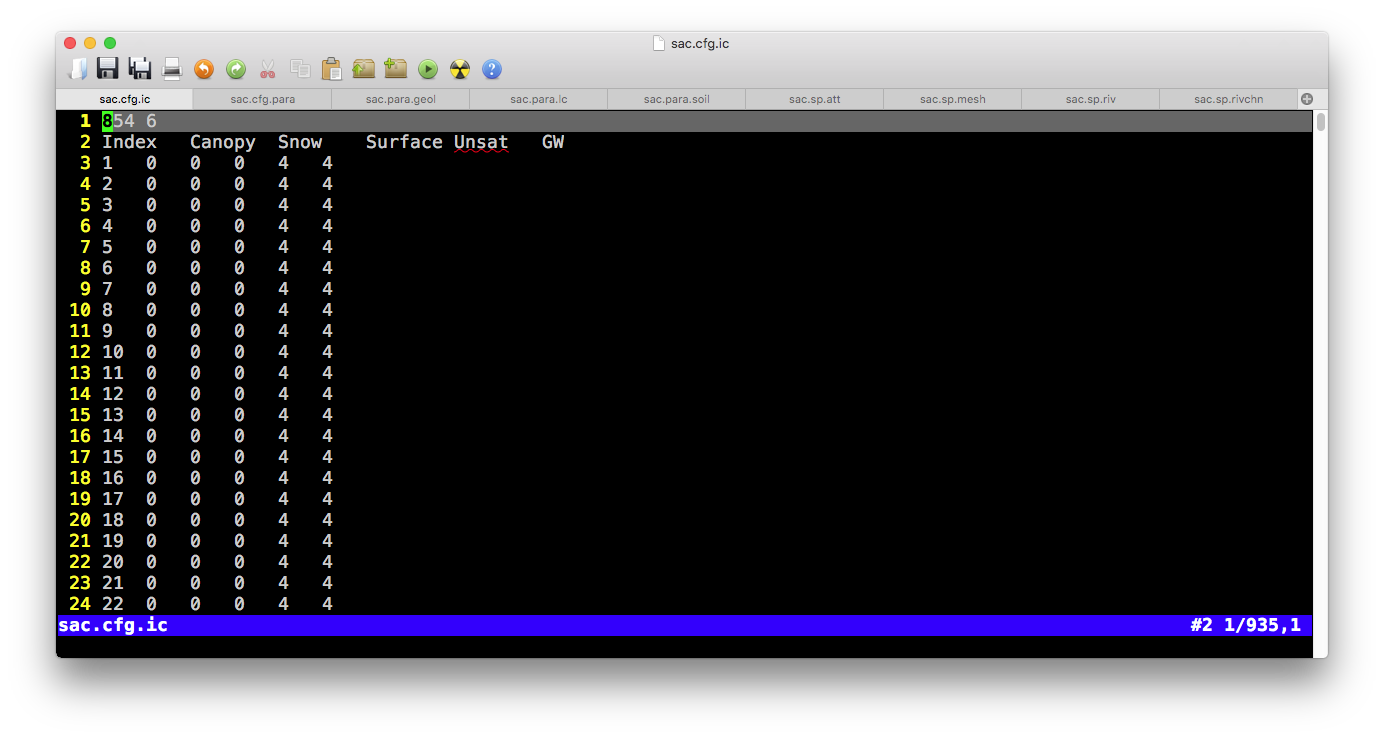 sac.cfg.ic
sac.cfg.ic sac.cfg.para sac.para.geol sac.para.lc sac.para.soil sac.sp.att sac.sp.mesh sac.sp.riv sac.sp.rivchn
1 854 6
2 Index Canopy Snow Surface Unsat GW
3 1 0 0 0 4 4
4 2 0 0 0 4 4
5 3 0 0 0 4 4
6 4 0 0 0 4 4
7 5 0 0 0 4 4
8 6 0 0 0 4 4
9 7 0 0 0 4 4
10 8 0 0 0 4 4
11 9 0 0 0 4 4
12 10 0 0 0 4 4
13 11 0 0 0 4 4
14 12 0 0 0 4 4
15 13 0 0 0 4 4
16 14 0 0 0 4 4
17 15 0 0 0 4 4
18 16 0 0 0 4 4
19 17 0 0 0 4 4
20 18 0 0 0 4 4
21 19 0 0 0 4 4
22 20 0 0 0 4 4
23 21 0 0 0 4 4
24 22 0 0 0 4 4
sac.cfg.ic #2 1/935,1